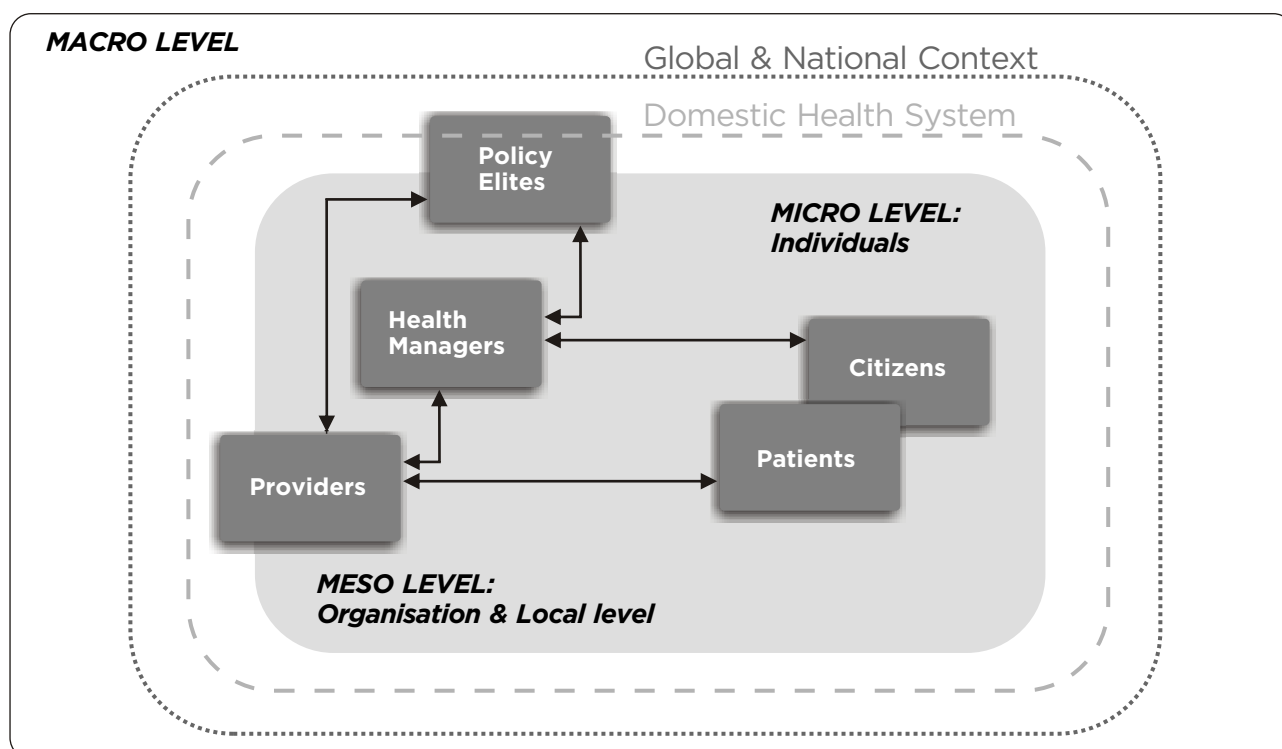 MACRO LEVEL
Global & National Context
Domestic Health System
Policy
Elites
MICRO LEVEL:
Individuals
Health
Managers
Citizens
Patients
Providers
MESO LEVEL:
Organisation & Local level